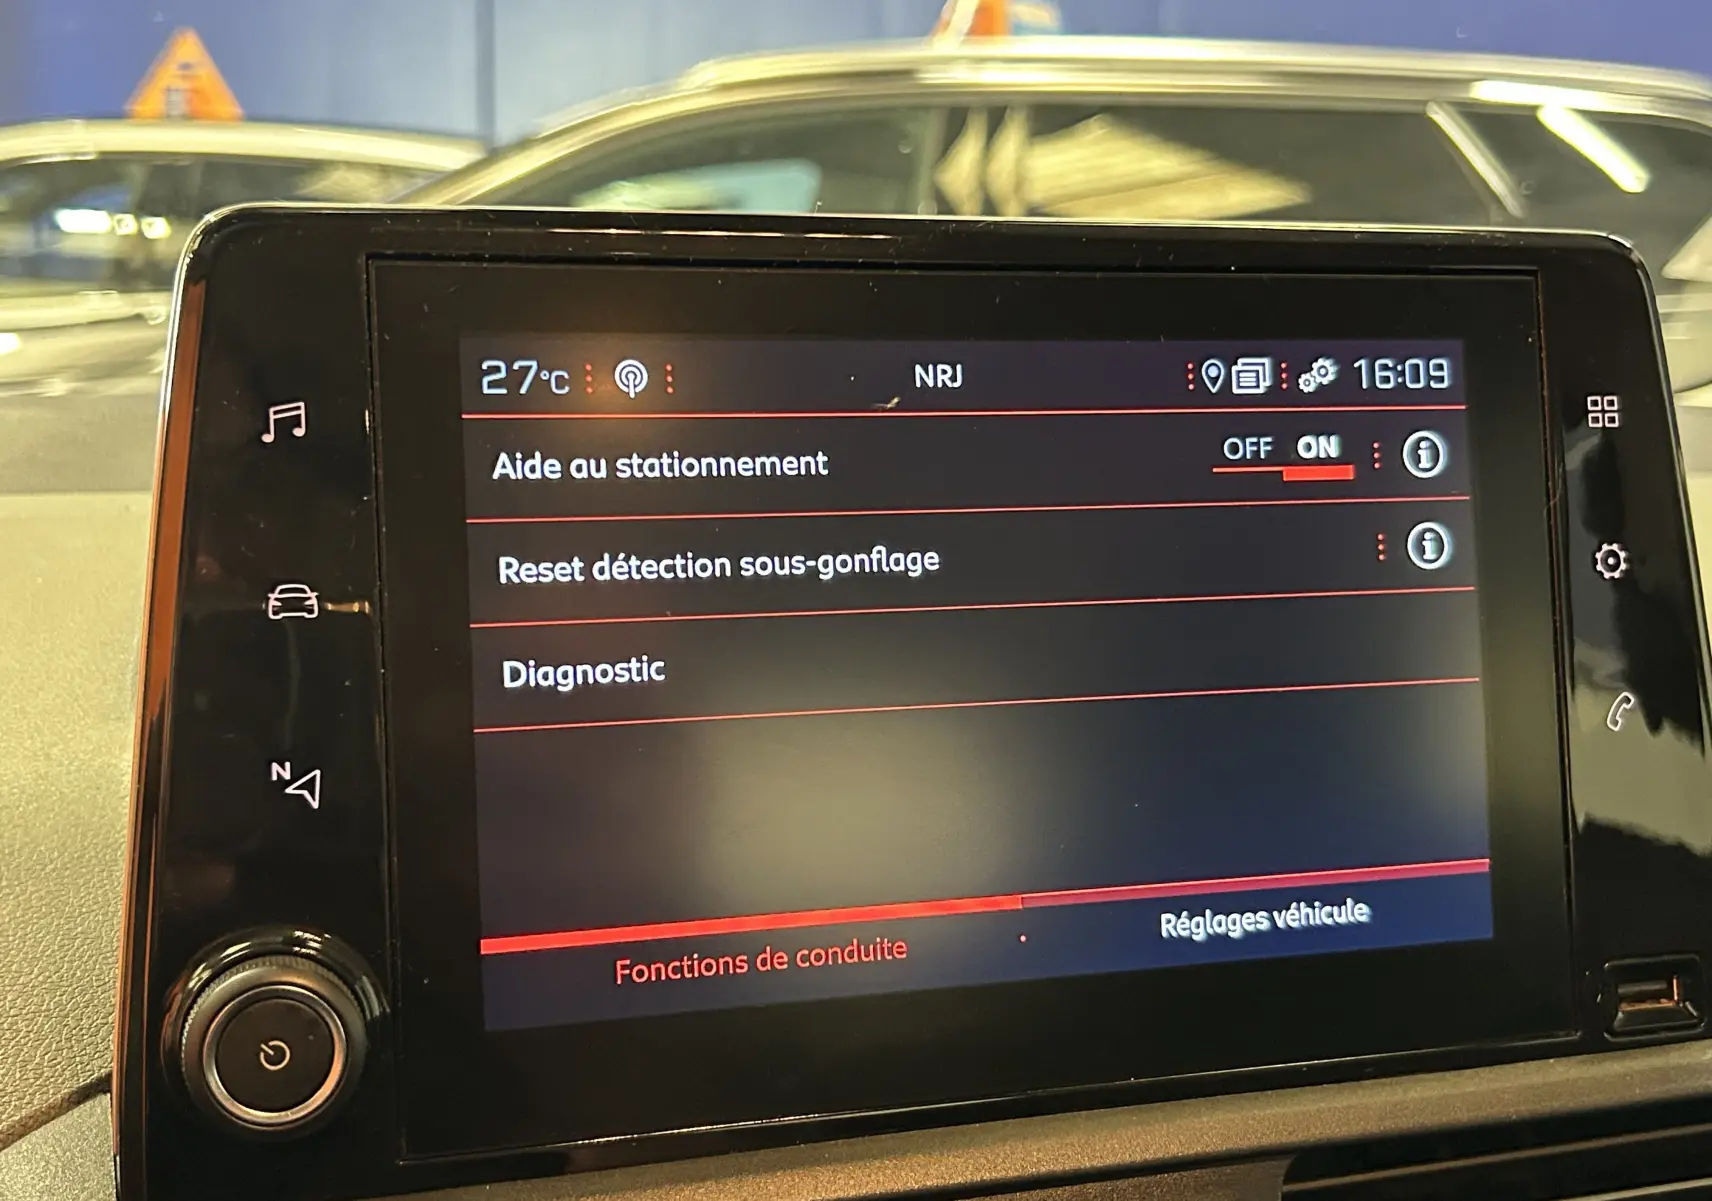 27°C NRJ 16:09
Aide au stationnement OFF ON
Reset détection sous-gonflage
Diagnostic
Fonctions de conduite Réglages véhicule
N